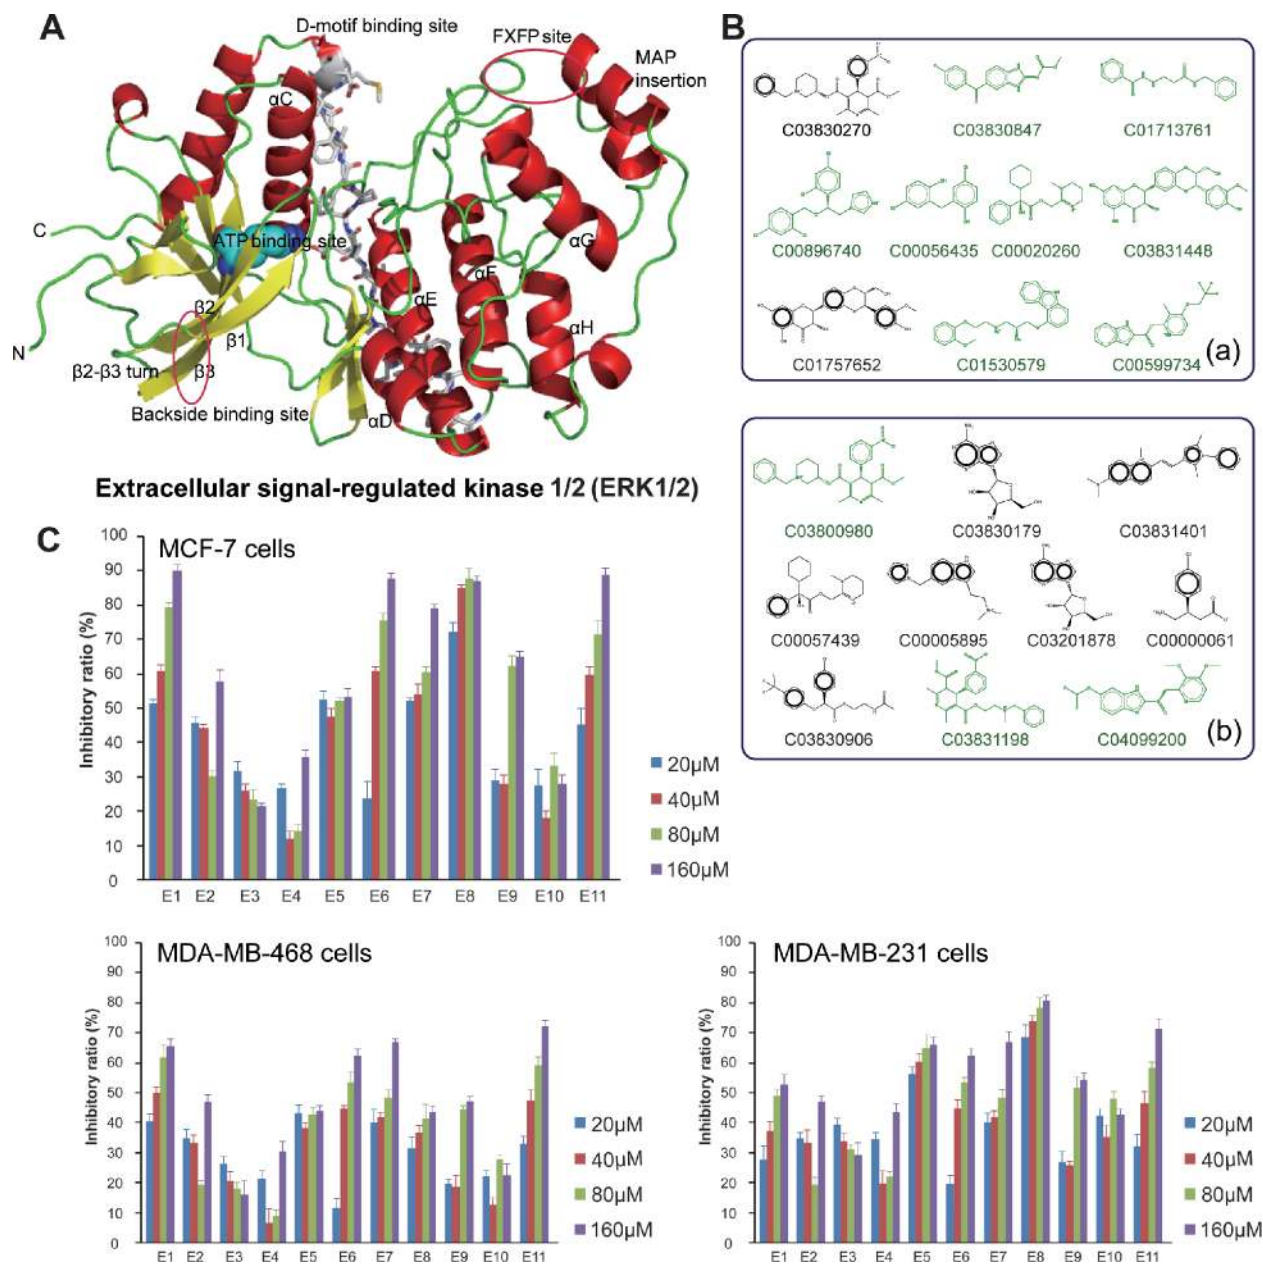 A
D-motif binding site
FXFP site
MAP
insertion
αC
C
ATP binding site
αG
αF
αE
β2
αH
β1
N
β2-β3 turn
β3
Backside binding site
αD
Extracellular signal-regulated kinase 1/2 (ERK1/2)
B
C03830270
C03830847
C01713761
C00896740
C00056435
C00020260
C03831448
C01757652
C01530579
C00599734
(a)
C03800980
C03830179
C03831401
C00057439
C00005895
C03201878
C00000061
C03830906
C03831198
C04099200
(b)
C
MCF-7 cells
Inhibitory ratio (%)
100
90
80
70
60
50
40
30
20
10
0
E1 E2 E3 E4 E5 E6 E7 E8 E9 E10 E11
20μM
40μM
80μM
160μM
MDA-MB-468 cells
Inhibitory ratio (%)
100
90
80
70
60
50
40
30
20
10
0
E1 E2 E3 E4 E5 E6 E7 E8 E9 E10 E11
20μM
40μM
80μM
160μM
MDA-MB-231 cells
Inhibitory ratio (%)
100
90
80
70
60
50
40
30
20
10
0
E1 E2 E3 E4 E5 E6 E7 E8 E9 E10 E11
20μM
40μM
80μM
160μM